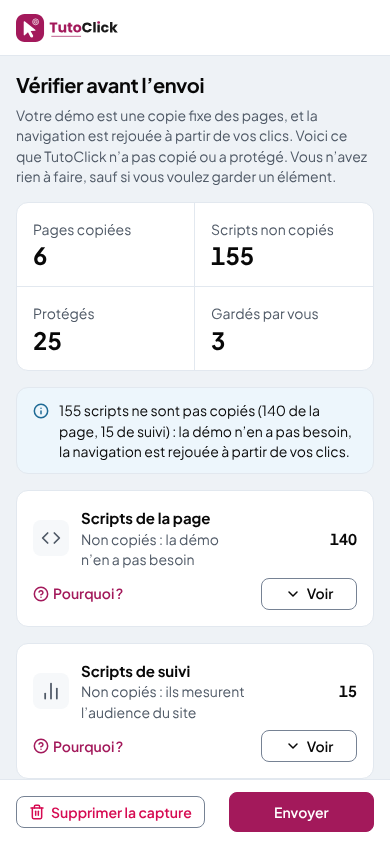 TutoClick
Vérifier avant l’envoi
Votre démo est une copie fixe des pages, et la
navigation est rejouée à partir de vos clics. Voici ce
que TutoClick n’a pas copié ou a protégé. Vous n’avez
rien à faire, sauf si vous voulez garder un élément.
Pages copiées
6
Scripts non copiés
155
Protégés
25
Gardés par vous
3
155 scripts ne sont pas copiés (140 de la
page, 15 de suivi) : la démo n’en a pas besoin,
la navigation est rejouée à partir de vos clics.
Scripts de la page
Non copiés : la démo
n’en a pas besoin
140
Pourquoi ?
Voir
Scripts de suivi
Non copiés : ils mesurent
l’audience du site
15
Pourquoi ?
Voir
Supprimer la capture
Envoyer